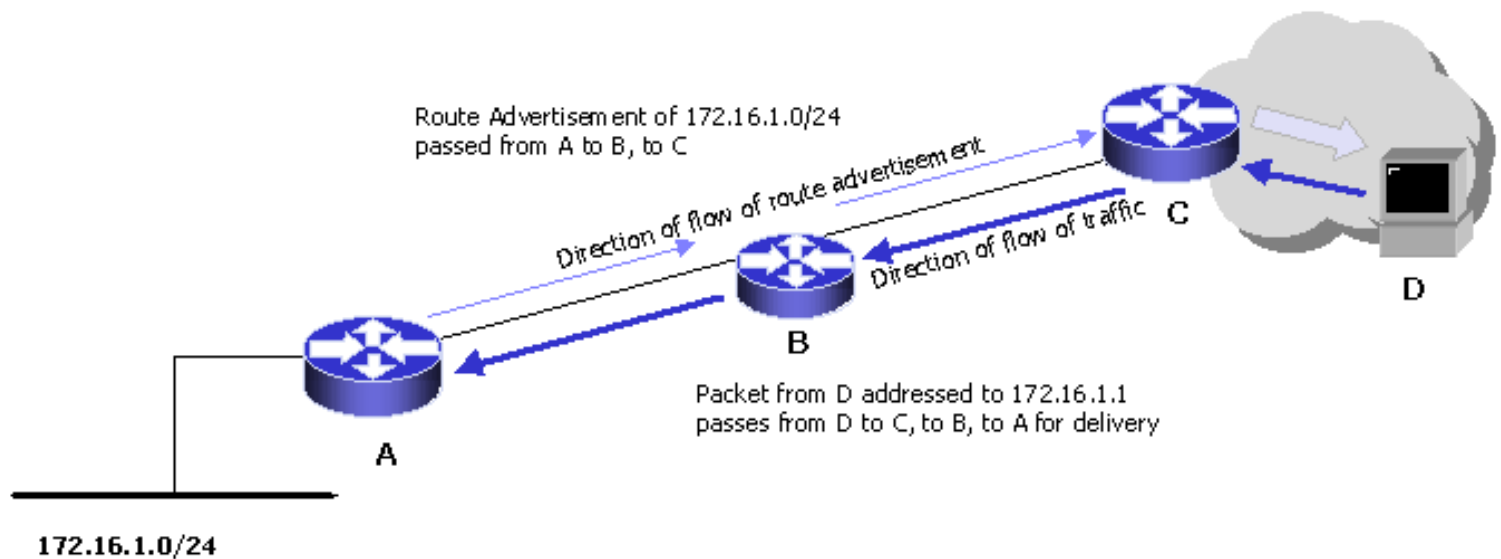 Route Advertisement of 172.16.1.0/24
passed from A to B, to C
Direction of flow of route advertisement
C
Direction of flow of traffic
D
B
A
Packet from D addressed to 172.16.1.1
passes from D to C, to B, to A for delivery
172.16.1.0/24